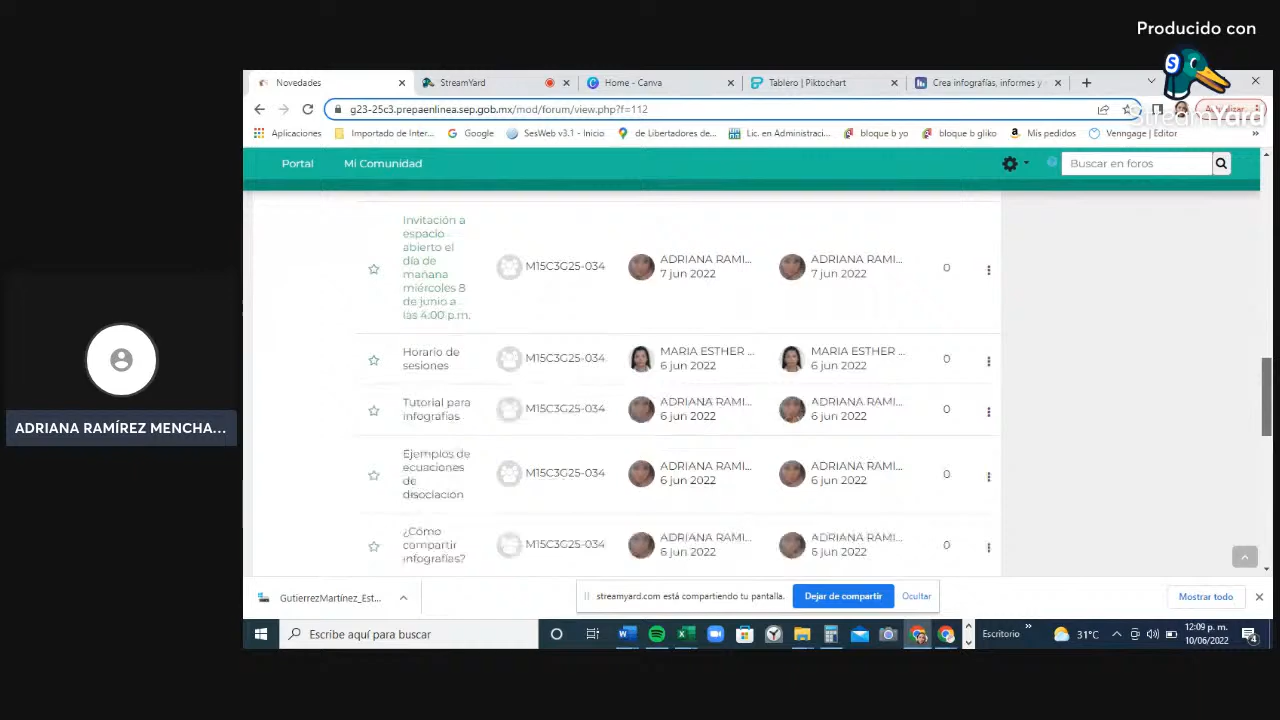 Producido con
StreamYard
Novedades
StreamYard
Home - Canva
Tablero | Piktochart
Crea infografías, informes y
g23-25c3.prepaenlinea.sep.gob.mx/mod/forum/view.php?f=112
Aplicaciones
Importado de Inter...
Google
SesWeb v3.1 - Inicio
de Libertadores de...
Lic. en Administraci...
bloque b yo
bloque b gliko
Mis pedidos
Venngage | Editor
Portal
Mi Comunidad
Buscar en foros
Invitación a
espacio
abierto el
día de
mañana
miércoles 8
de junio a
las 4:00 p.m.
M15C3G25-034
ADRIANA RAMI...
7 jun 2022
ADRIANA RAMI...
7 jun 2022
0
Horario de
sesiones
M15C3G25-034
MARIA ESTHER ...
6 jun 2022
MARIA ESTHER ...
6 jun 2022
0
Tutorial para
infografías
M15C3G25-034
ADRIANA RAMI...
6 jun 2022
ADRIANA RAMI...
6 jun 2022
0
Ejemplos de
ecuaciones
de
disociación
M15C3G25-034
ADRIANA RAMI...
6 jun 2022
ADRIANA RAMI...
6 jun 2022
0
¿Cómo
compartir
infografías?
M15C3G25-034
ADRIANA RAMI...
6 jun 2022
ADRIANA RAMI...
6 jun 2022
0
ADRIANA RAMÍREZ MENCHA...
GutierrezMartínez_Est...
streamyard.com está compartiendo tu pantalla.
Dejar de compartir
Ocultar
Mostrar todo
Escribe aquí para buscar
Escritorio
31°C
12:09 p. m.
10/06/2022
4